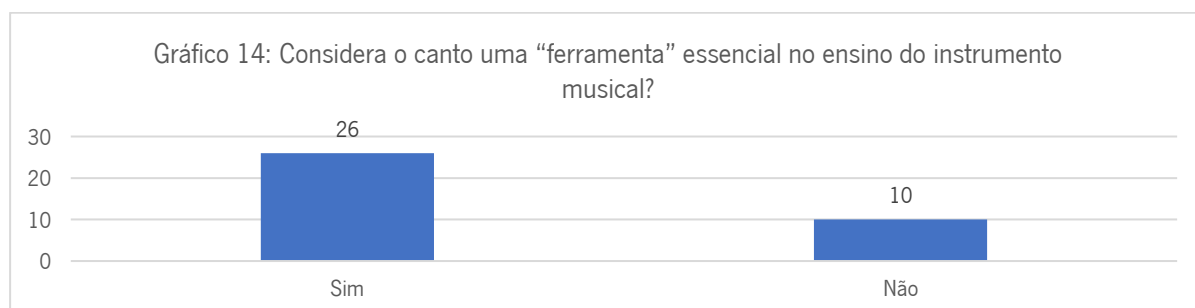 Gráfico 14: Considera o canto uma “ferramenta” essencial no ensino do instrumento
musical?
26
30
20
10
10
0
Sim
Não